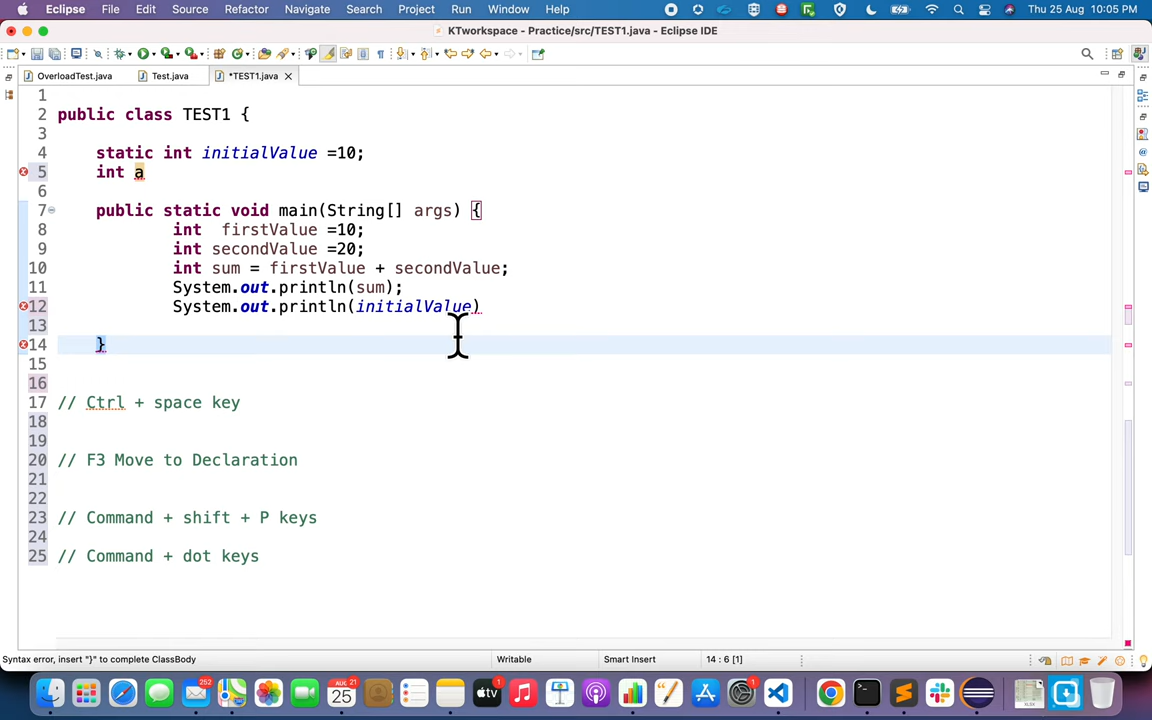 Eclipse File Edit Source Refactor Navigate Search Project Run Window Help Thu 25 Aug 10:05 PM
KTworkspace - Practice/src/TEST1.java - Eclipse IDE
OverloadTest.java Test.java *TEST1.java
1
2 public class TEST1 {
3
4 static int initialValue =10;
5 int a
6
7 public static void main(String[] args) {
8 int firstValue =10;
9 int secondValue =20;
10 int sum = firstValue + secondValue;
11 System.out.println(sum);
12 System.out.println(initialValue)
13
14 }
15
16
17 // Ctrl + space key
18
19
20 // F3 Move to Declaration
21
22
23 // Command + shift + P keys
24
25 // Command + dot keys
Syntax error, insert "}" to complete ClassBody Writable Smart Insert 14 : 6 [1]